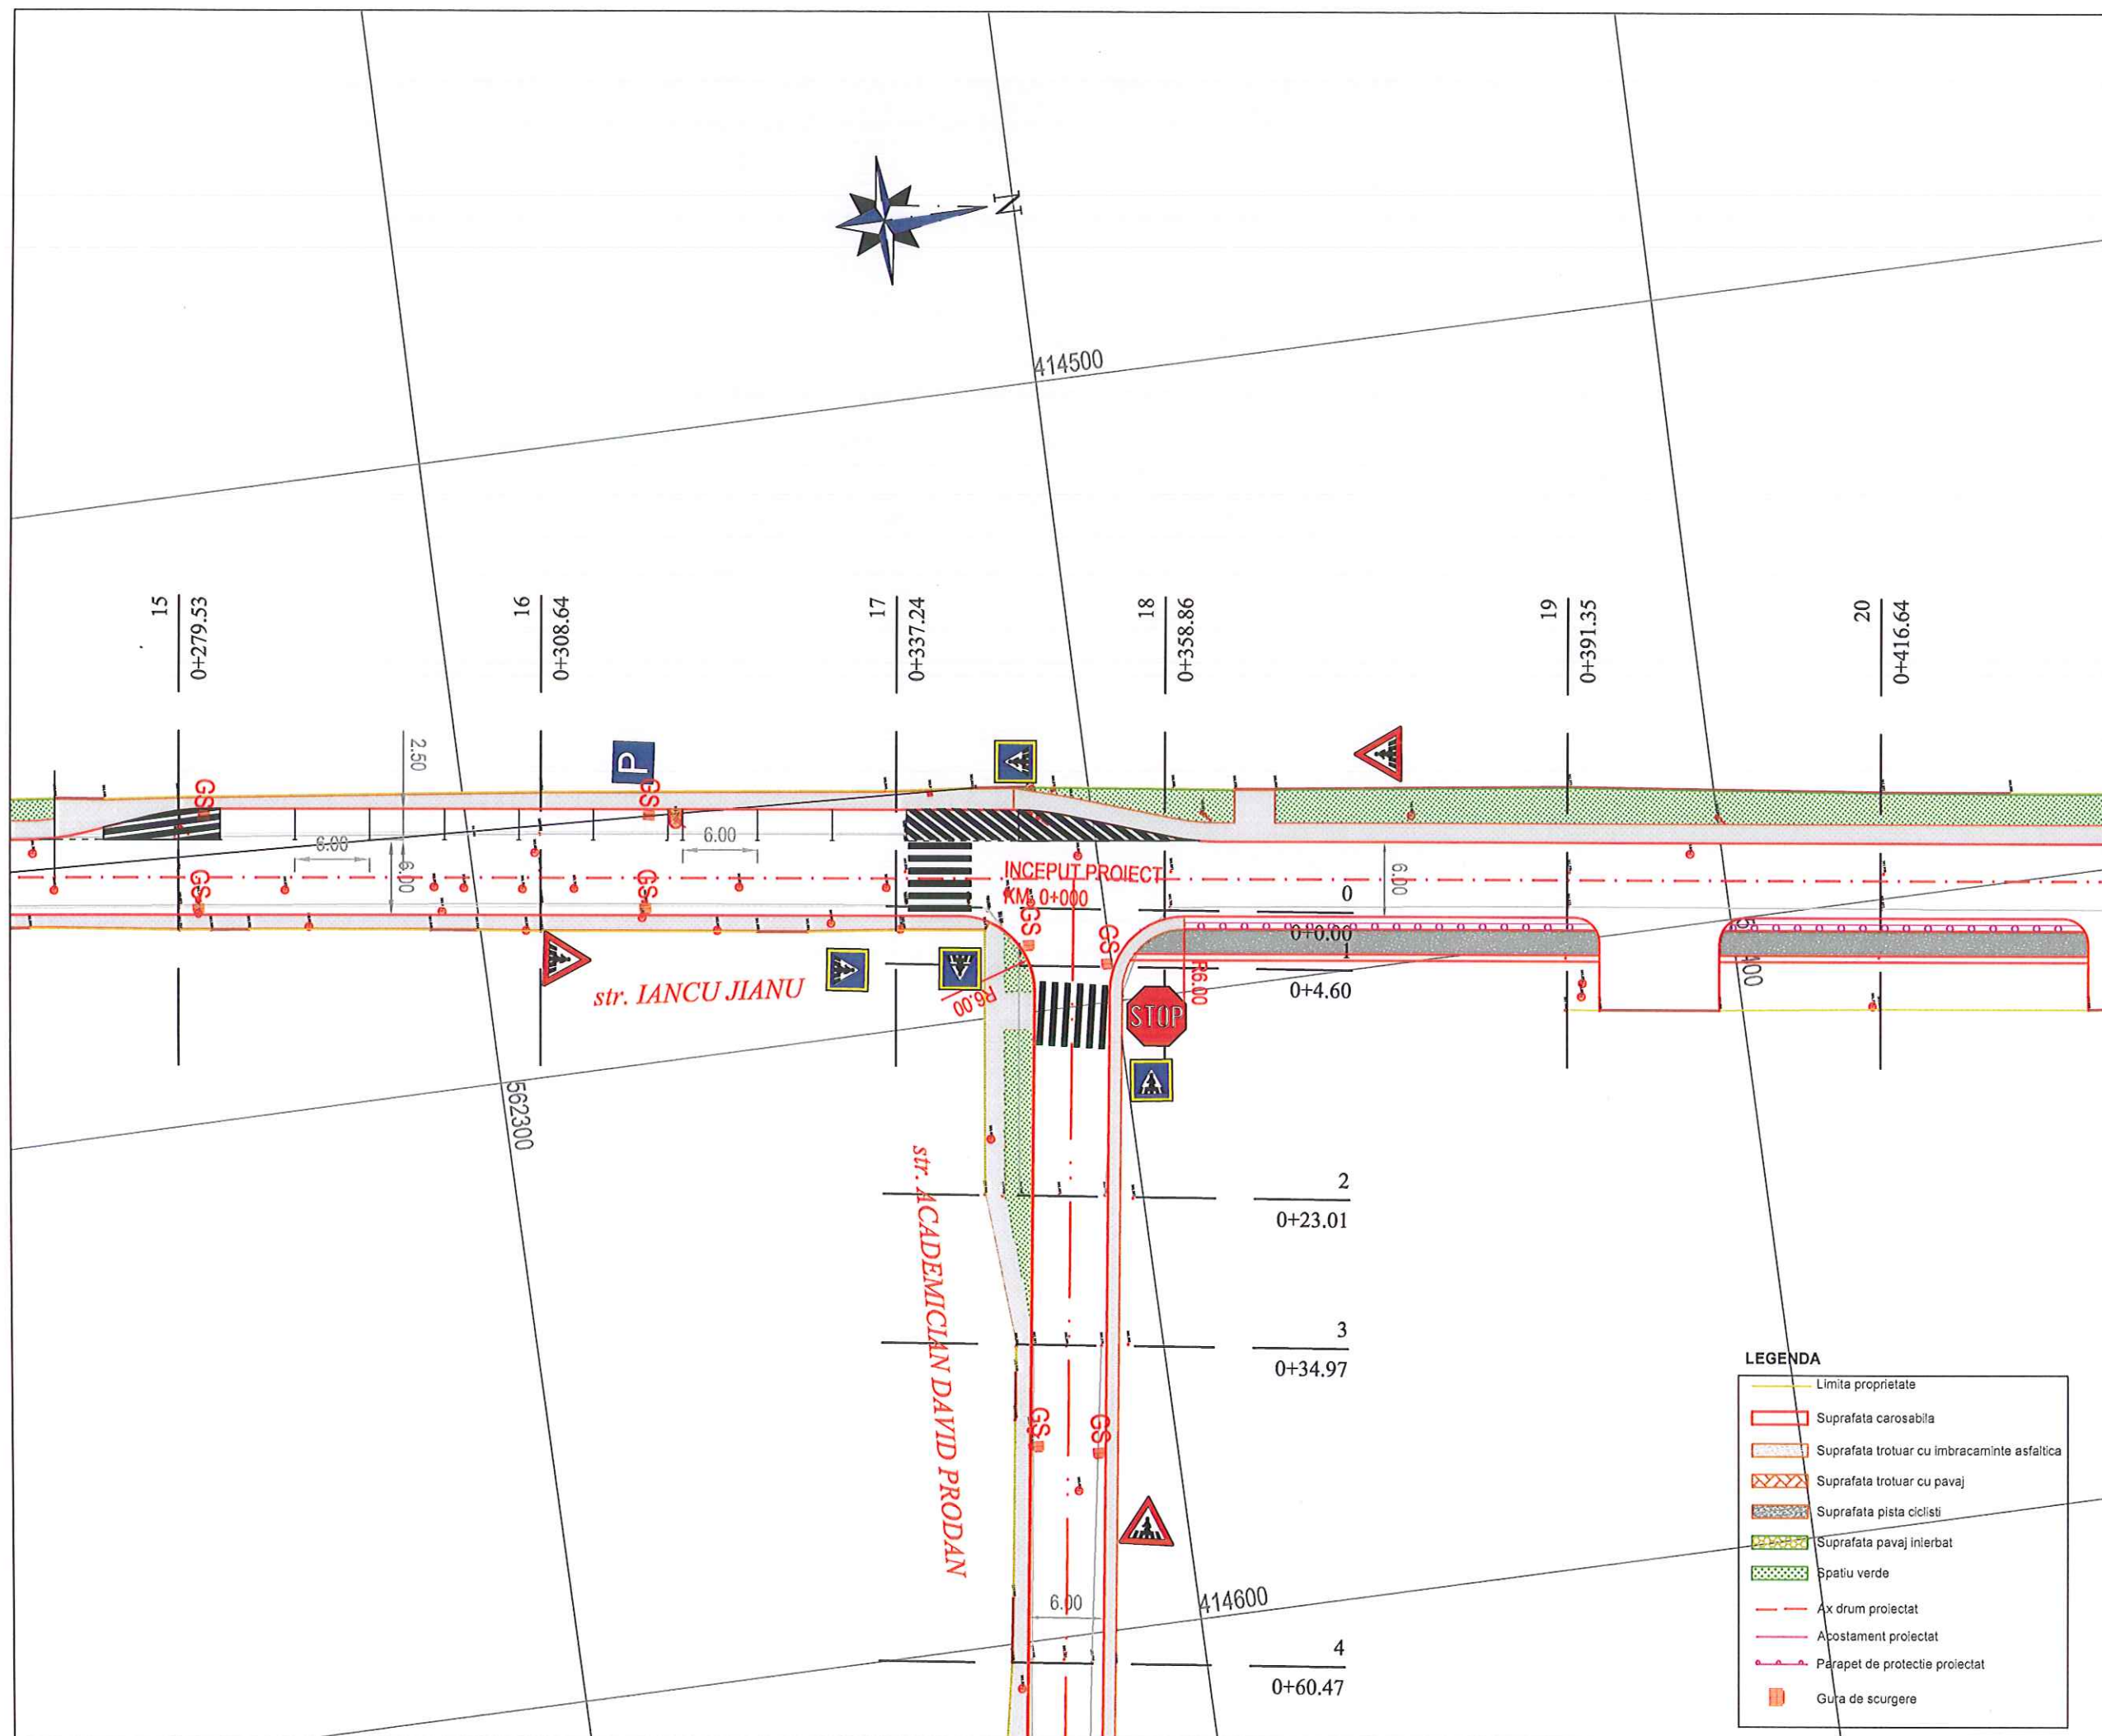 N
414500
15
0+279.53
16
0+308.64
17
0+337.24
18
0+358.86
19
0+391.35
20
0+416.64
2.50
P
GS
GS
6.00
6.00
6.00
GS
GS
INCEPUT PROIECT
KM 0+000
6.00
0
0+0.00
1
0+4.60
GS
GS
R6.00
R6.00
STOP
str. IANCU JIANU
562300
str. ACADEMICIAN DAVID PRODAN
2
0+23.01
3
0+34.97
GS
GS
6.00
414600
4
0+60.47
LEGENDA
Limita proprietate
Suprafata carosabila
Suprafata trotuar cu imbracaminte asfaltica
Suprafata trotuar cu pavaj
Suprafata pista ciclisti
Suprafata pavaj inierbat
Spatiu verde
Ax drum proiectat
Acostament proiectat
Parapet de protectie proiectat
Gura de scurgere